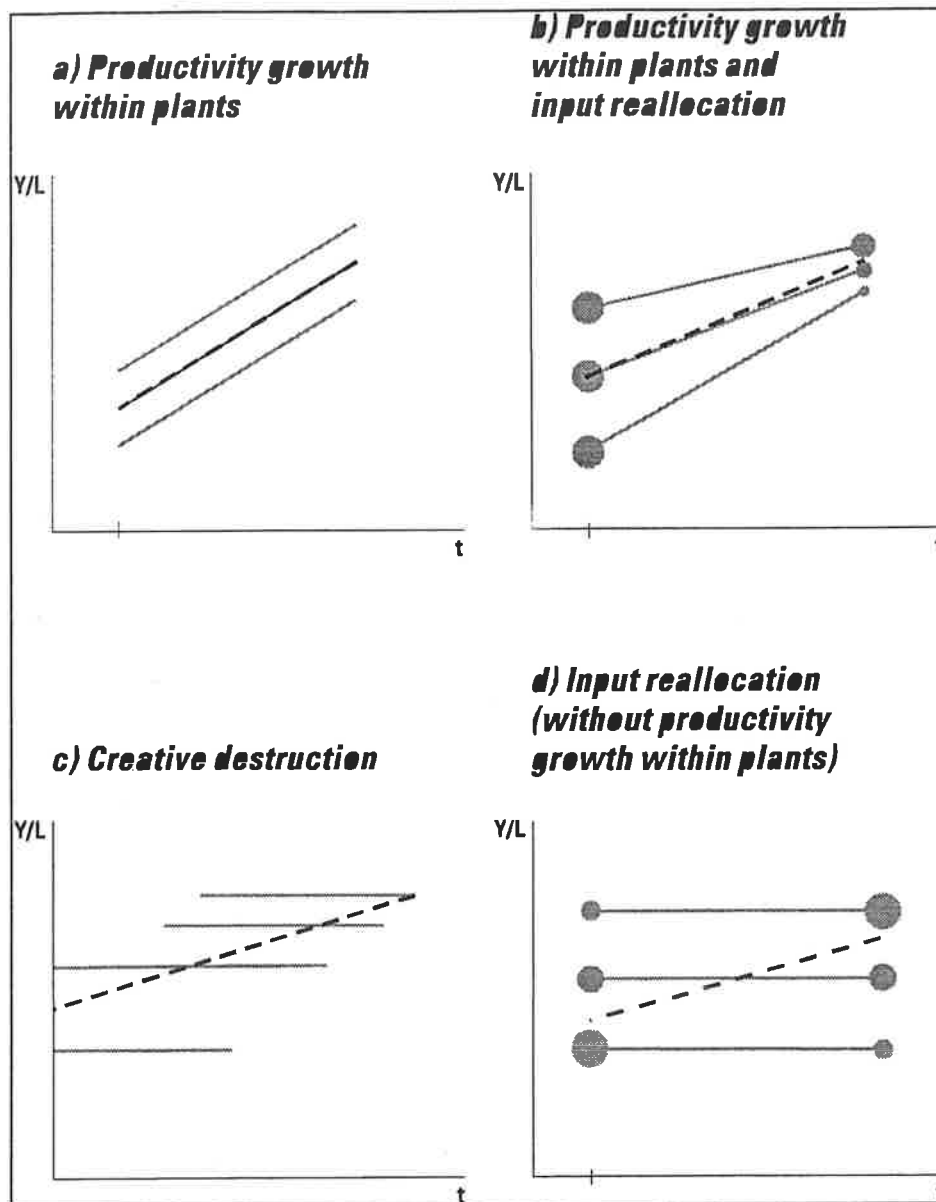 a) Productivity growth
within plants
b) Productivity growth
within plants and
input reallocation
Y/L
t
Y/L
c) Creative destruction
d) Input reallocation
(without productivity
growth within plants)
Y/L
t
Y/L